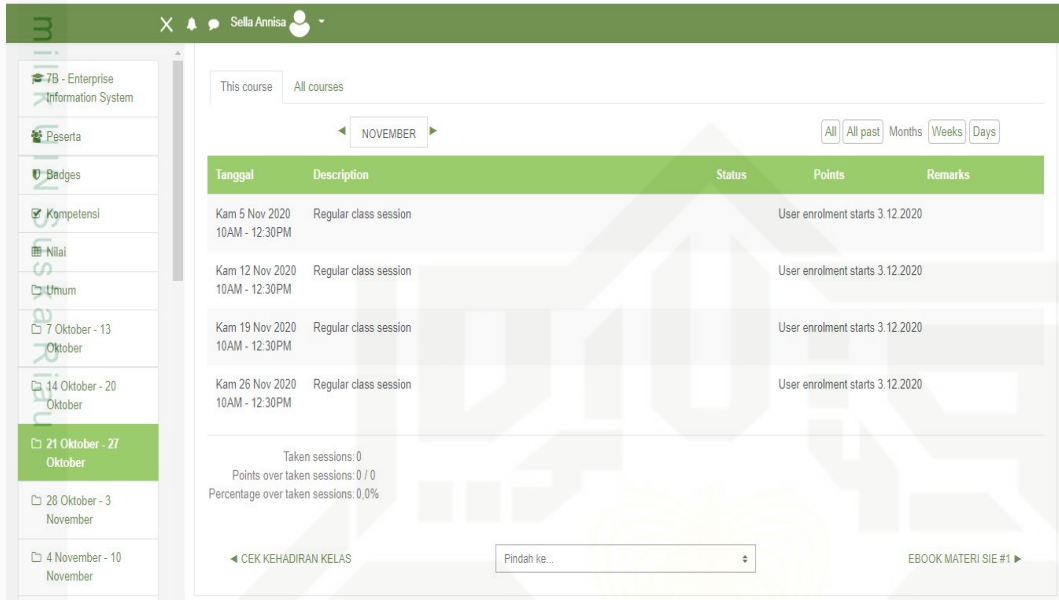 Sella Annisa
milik UIN Suska Riau
7B - Enterprise
Information System
Peserta
Badges
Kompetensi
Nilai
Umum
7 Oktober - 13
Oktober
14 Oktober - 20
Oktober
21 Oktober - 27
Oktober
28 Oktober - 3
November
4 November - 10
November
This course All courses
◄ NOVEMBER ► All All past Months Weeks Days
Tanggal Description Status Points Remarks
Kam 5 Nov 2020 Regular class session User enrolment starts 3.12.2020
10AM - 12:30PM
Kam 12 Nov 2020 Regular class session User enrolment starts 3.12.2020
10AM - 12:30PM
Kam 19 Nov 2020 Regular class session User enrolment starts 3.12.2020
10AM - 12:30PM
Kam 26 Nov 2020 Regular class session User enrolment starts 3.12.2020
10AM - 12:30PM
Taken sessions: 0
Points over taken sessions: 0 / 0
Percentage over taken sessions: 0,0%
◄ CEK KEHADIRAN KELAS Pindah ke... EBOOK MATERI SIE #1 ►